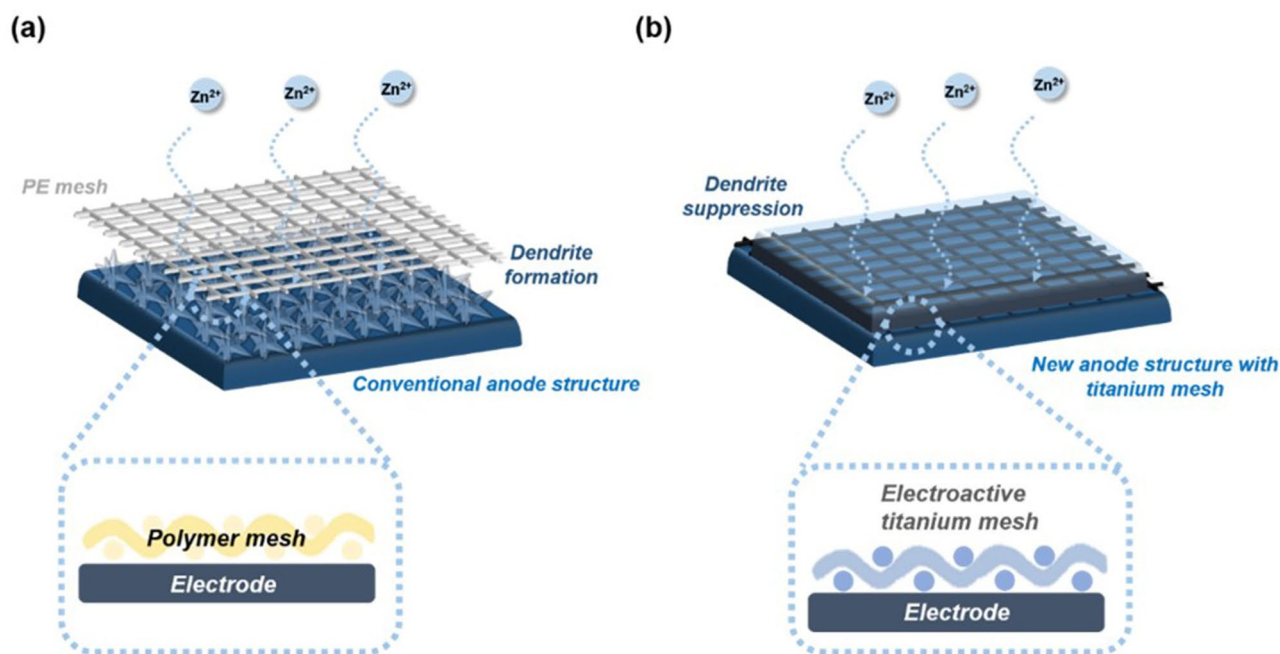 (a)
Zn²⁺
Zn²⁺
Zn²⁺
PE mesh
Dendrite
formation
Conventional anode structure
Polymer mesh
Electrode
(b)
Zn²⁺
Zn²⁺
Zn²⁺
Dendrite
suppression
New anode structure with
titanium mesh
Electroactive
titanium mesh
Electrode